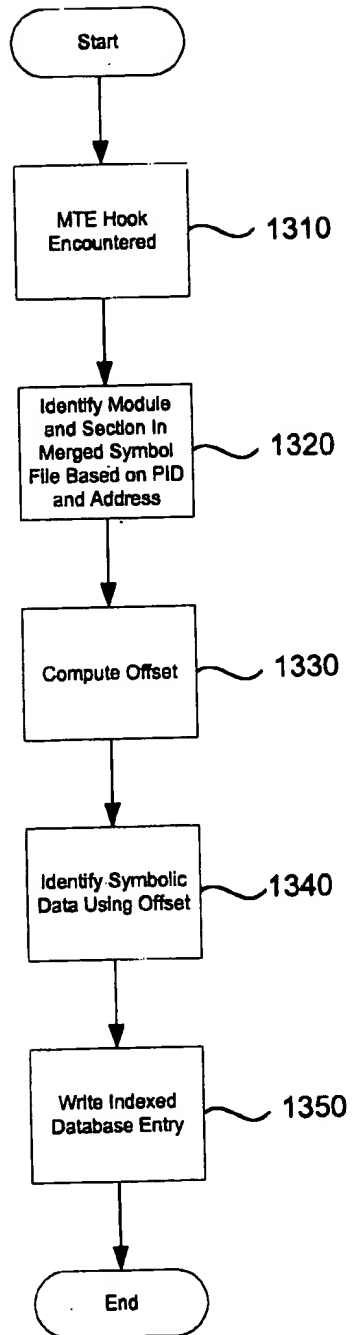 Start
MTE Hook
Encountered
1310
Identify Module
and Section In
Merged Symbol
File Based on PID
and Address
1320
Compute Offset
1330
Identify Symbolic
Data Using Offset
1340
Write Indexed
Database Entry
1350
End